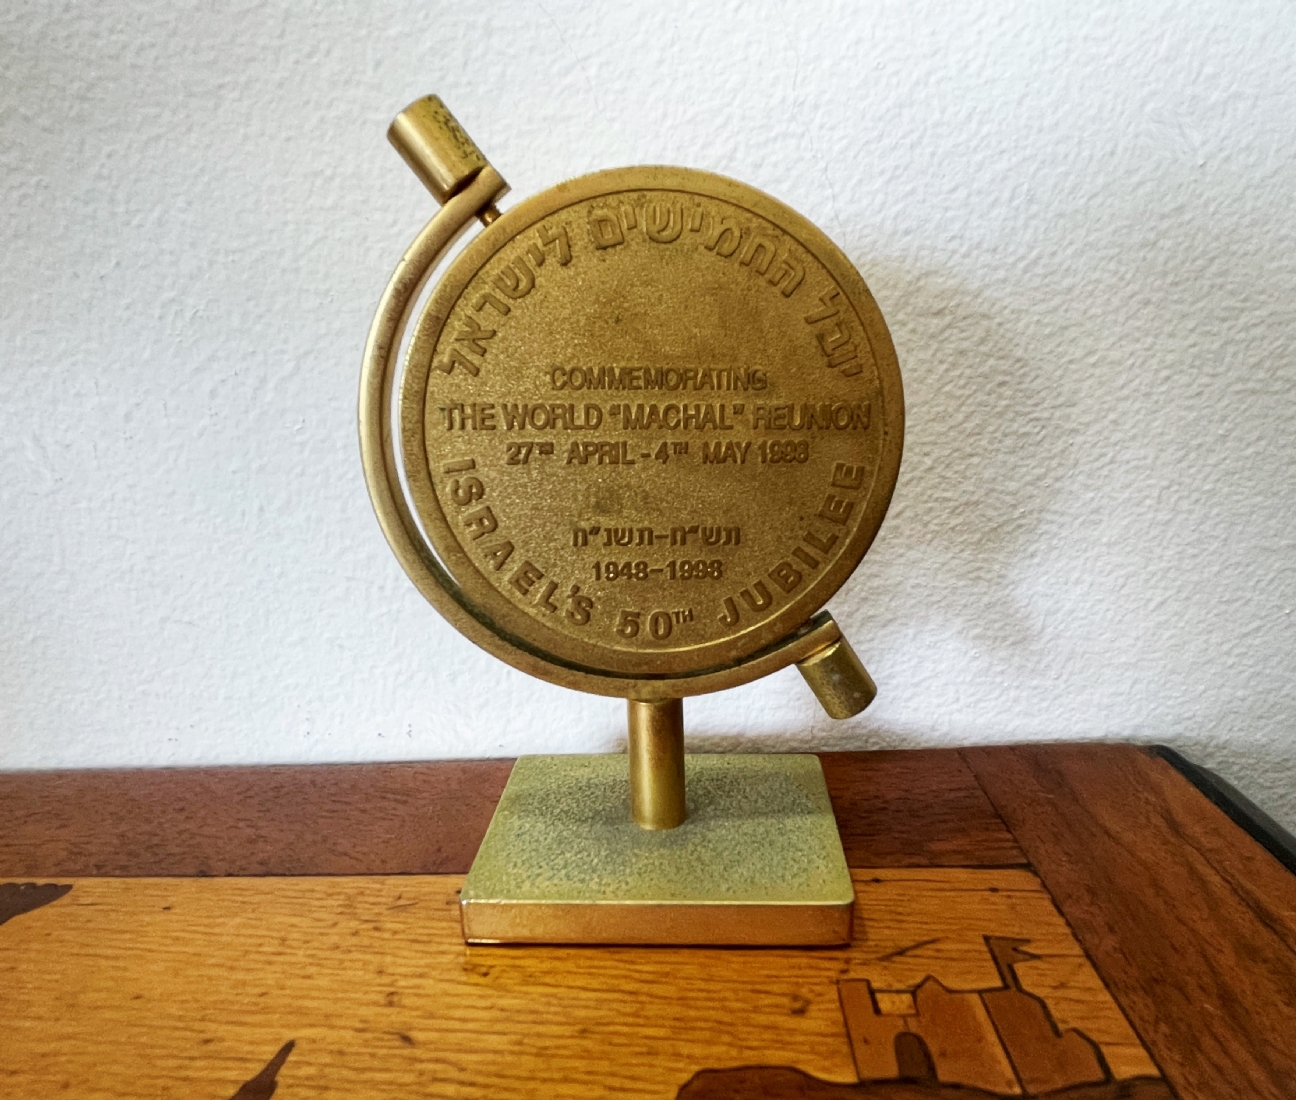 יובל החמישים לישראל
COMMEMORATING
THE WORLD "MACHAL" REUNION
27TH APRIL - 4TH MAY 1998
תש"ח-תשנ"ח
1948-1998
ISRAEL'S 50TH JUBILEE